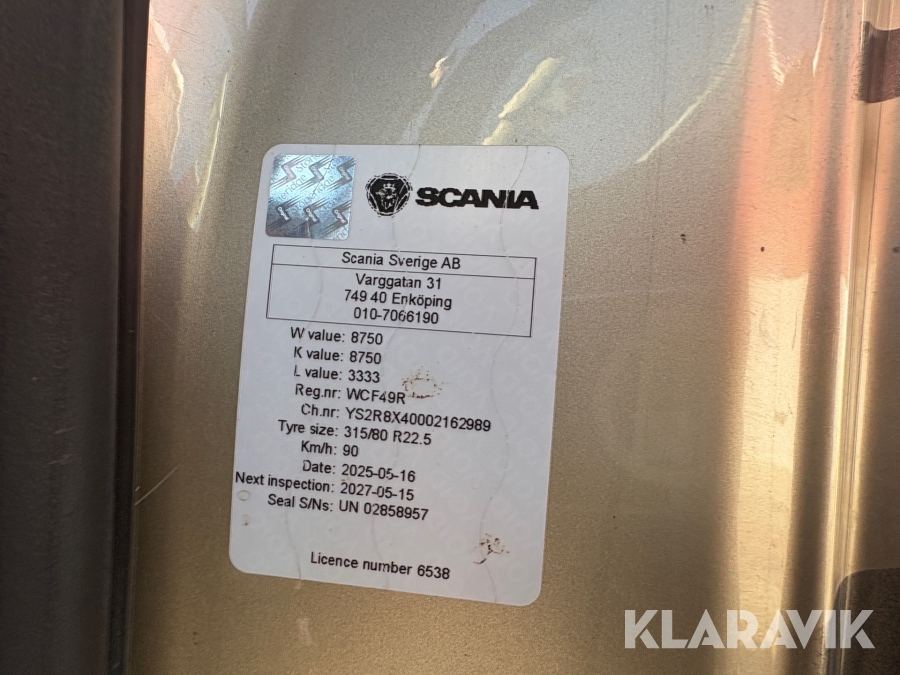 SCANIA
Scania Sverige AB
Varggatan 31
749 40 Enköping
010-7066190
W value: 8750
K value: 8750
L value: 3333
Reg.nr: WCF49R
Ch.nr: YS2R8X40002162989
Tyre size: 315/80 R22.5
Km/h: 90
Date: 2025-05-16
Next inspection: 2027-05-15
Seal S/Ns: UN 02858957
Licence number 6538
KLARAVIK